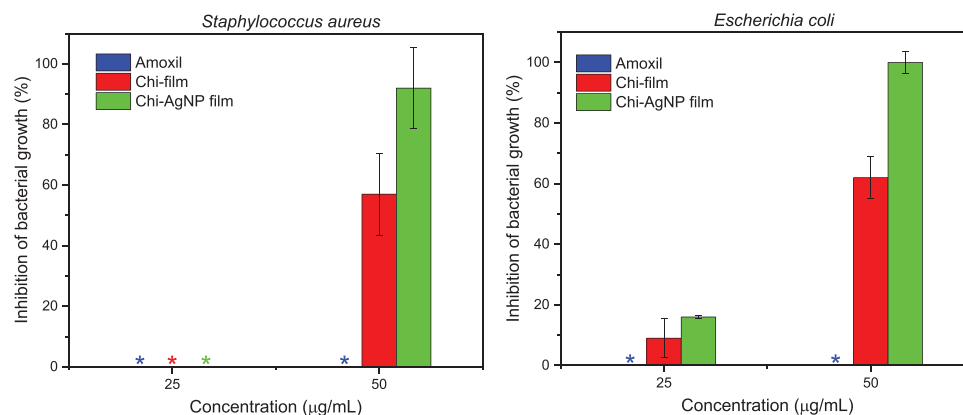 Staphylococcus aureus
Amoxil
Chi-film
Chi-AgNP film
Inhibition of bacterial growth (%)
100
80
60
40
20
0
* * * *
25 50
Concentration (μg/mL)
Escherichia coli
Amoxil
Chi-film
Chi-AgNP film
Inhibition of bacterial growth (%)
100
80
60
40
20
0
* *
25 50
Concentration (μg/mL)